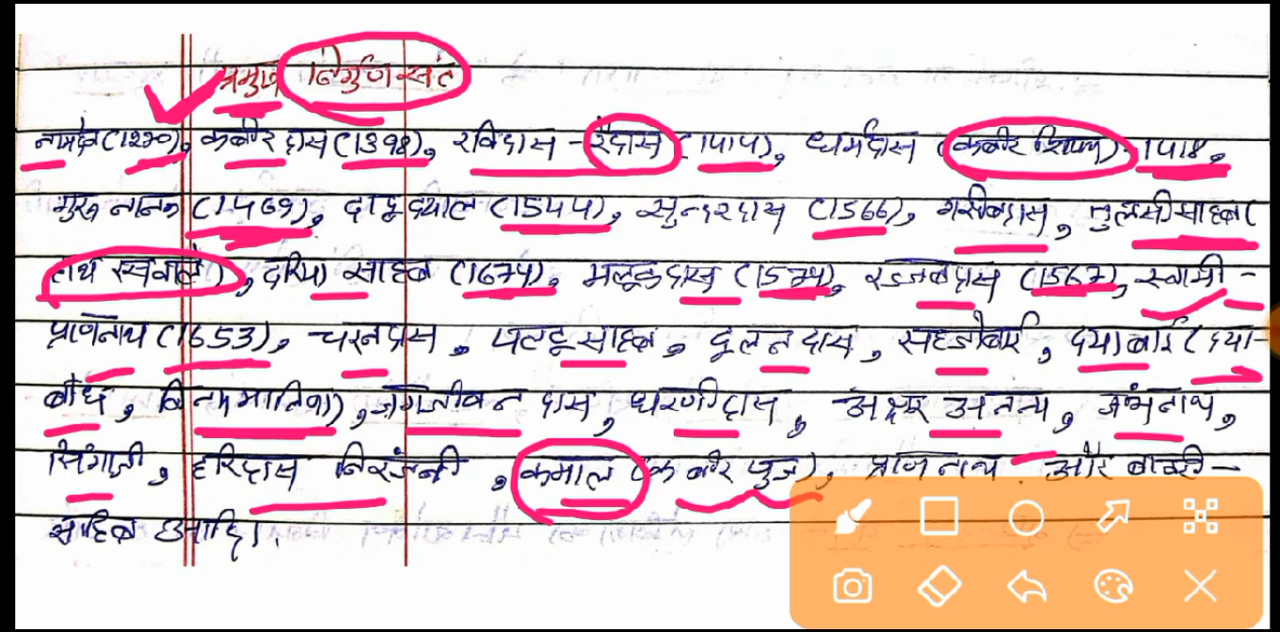 प्रमुख निर्गुण संत
नामदेव (1270), कबीर दास (1398), रविदास - रैदास (1414), धर्मदास (कबीर शिष्य) 1418,
गुरु नानक (1469), दादू दयाल (1544), सुन्दरदास (1566), गरीबदास, तुलसी साहब (
हाथरसवाले), दरिया साहब (1674), मलूकदास (1574), रज्जबदास (1567), स्वामी -
प्राणनाथ (1653), चरनदास, पलटू साहब, दूलनदास, सहजोबाई, दयाबाई (दया-
बोध, विनयमालिका), जगजीवन दास, धरणीदास, अक्षर अनन्य, जंभनाथ,
सिंगाजी, हरिदास निरंजनी, कमाल (कबीर पुत्र), प्राणनाथ और बावरी -
साहिब आदि।